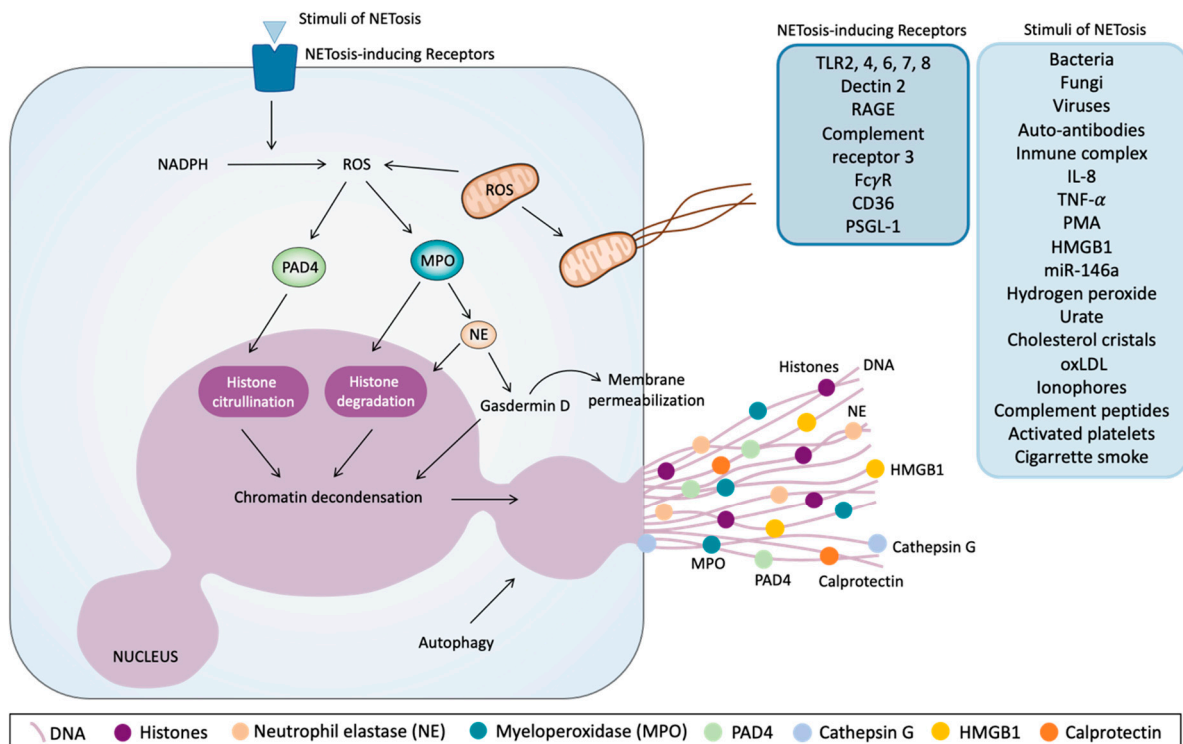 Stimuli of NETosis
NETosis-inducing Receptors
NADPH
ROS
ROS
PAD4
MPO
NE
Histone
citrullination
Histone
degradation
Gasdermin D
Membrane
permeabilization
Chromatin decondensation
Autophagy
NUCLEUS
NETosis-inducing Receptors
TLR2, 4, 6, 7, 8
Dectin 2
RAGE
Complement
receptor 3
FcγR
CD36
PSGL-1
Stimuli of NETosis
Bacteria
Fungi
Viruses
Auto-antibodies
Inmune complex
IL-8
TNF-α
PMA
HMGB1
miR-146a
Hydrogen peroxide
Urate
Cholesterol cristals
oxLDL
Ionophores
Complement peptides
Activated platelets
Cigarrette smoke
Histones
DNA
NE
HMGB1
Cathepsin G
MPO
PAD4
Calprotectin
DNA
Histones
Neutrophil elastase (NE)
Myeloperoxidase (MPO)
PAD4
Cathepsin G
HMGB1
Calprotectin